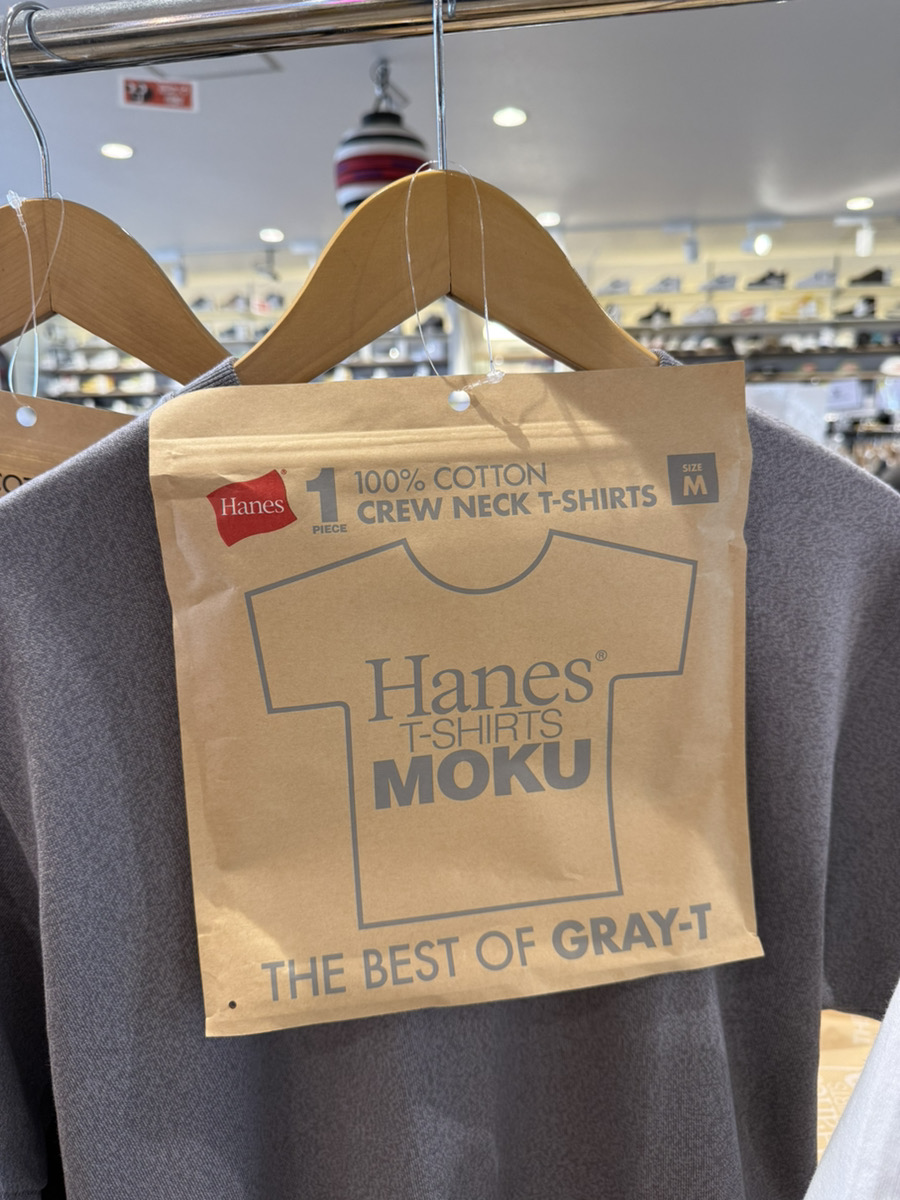 Hanes®
1 PIECE
100% COTTON
CREW NECK T-SHIRTS
SIZE
M
Hanes®
T-SHIRTS
MOKU
THE BEST OF GRAY-T